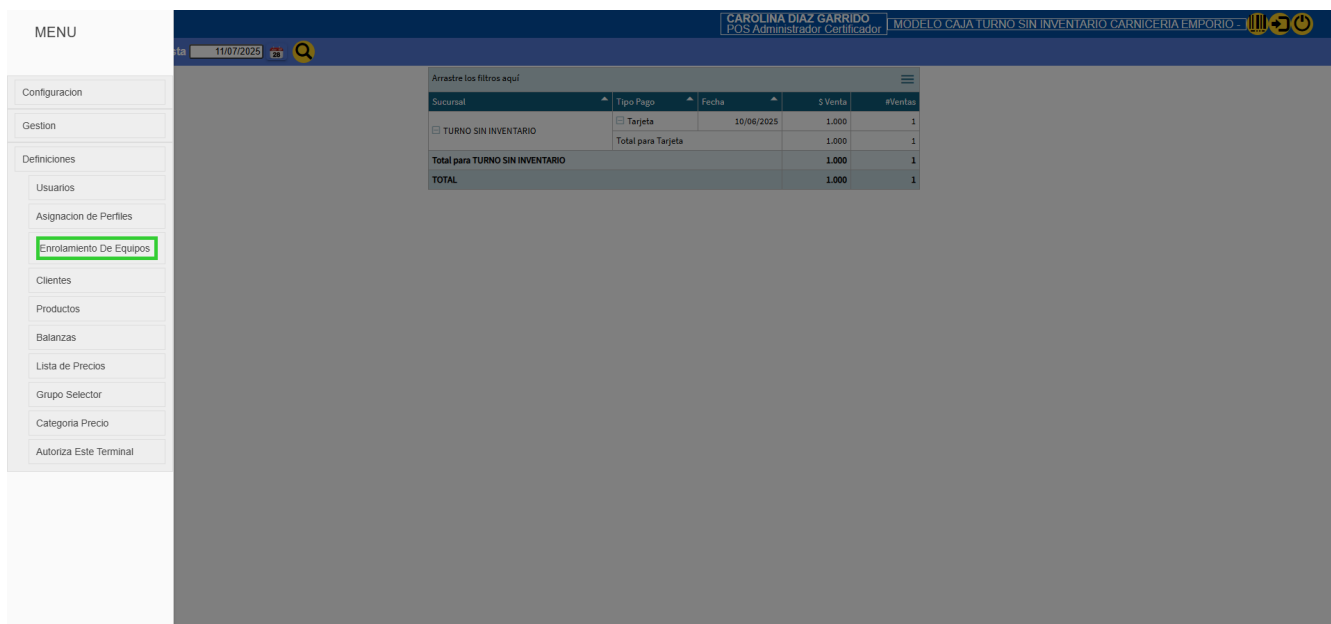 MENU
CAROLINA DIAZ GARRIDO
POS Administrador Certificador
MODELO CAJA TURNO SIN INVENTARIO CARNICERIA EMPORIO -
sta 11/07/2025 28
Configuracion
Gestion
Definiciones
Usuarios
Asignacion de Perfiles
Enrolamiento De Equipos
Clientes
Productos
Balanzas
Lista de Precios
Grupo Selector
Categoria Precio
Autoriza Este Terminal
Arrastre los filtros aquí
Sucursal Tipo Pago Fecha $ Venta #Ventas
TURNO SIN INVENTARIO Tarjeta 10/06/2025 1.000 1
Total para Tarjeta 1.000 1
Total para TURNO SIN INVENTARIO 1.000 1
TOTAL 1.000 1